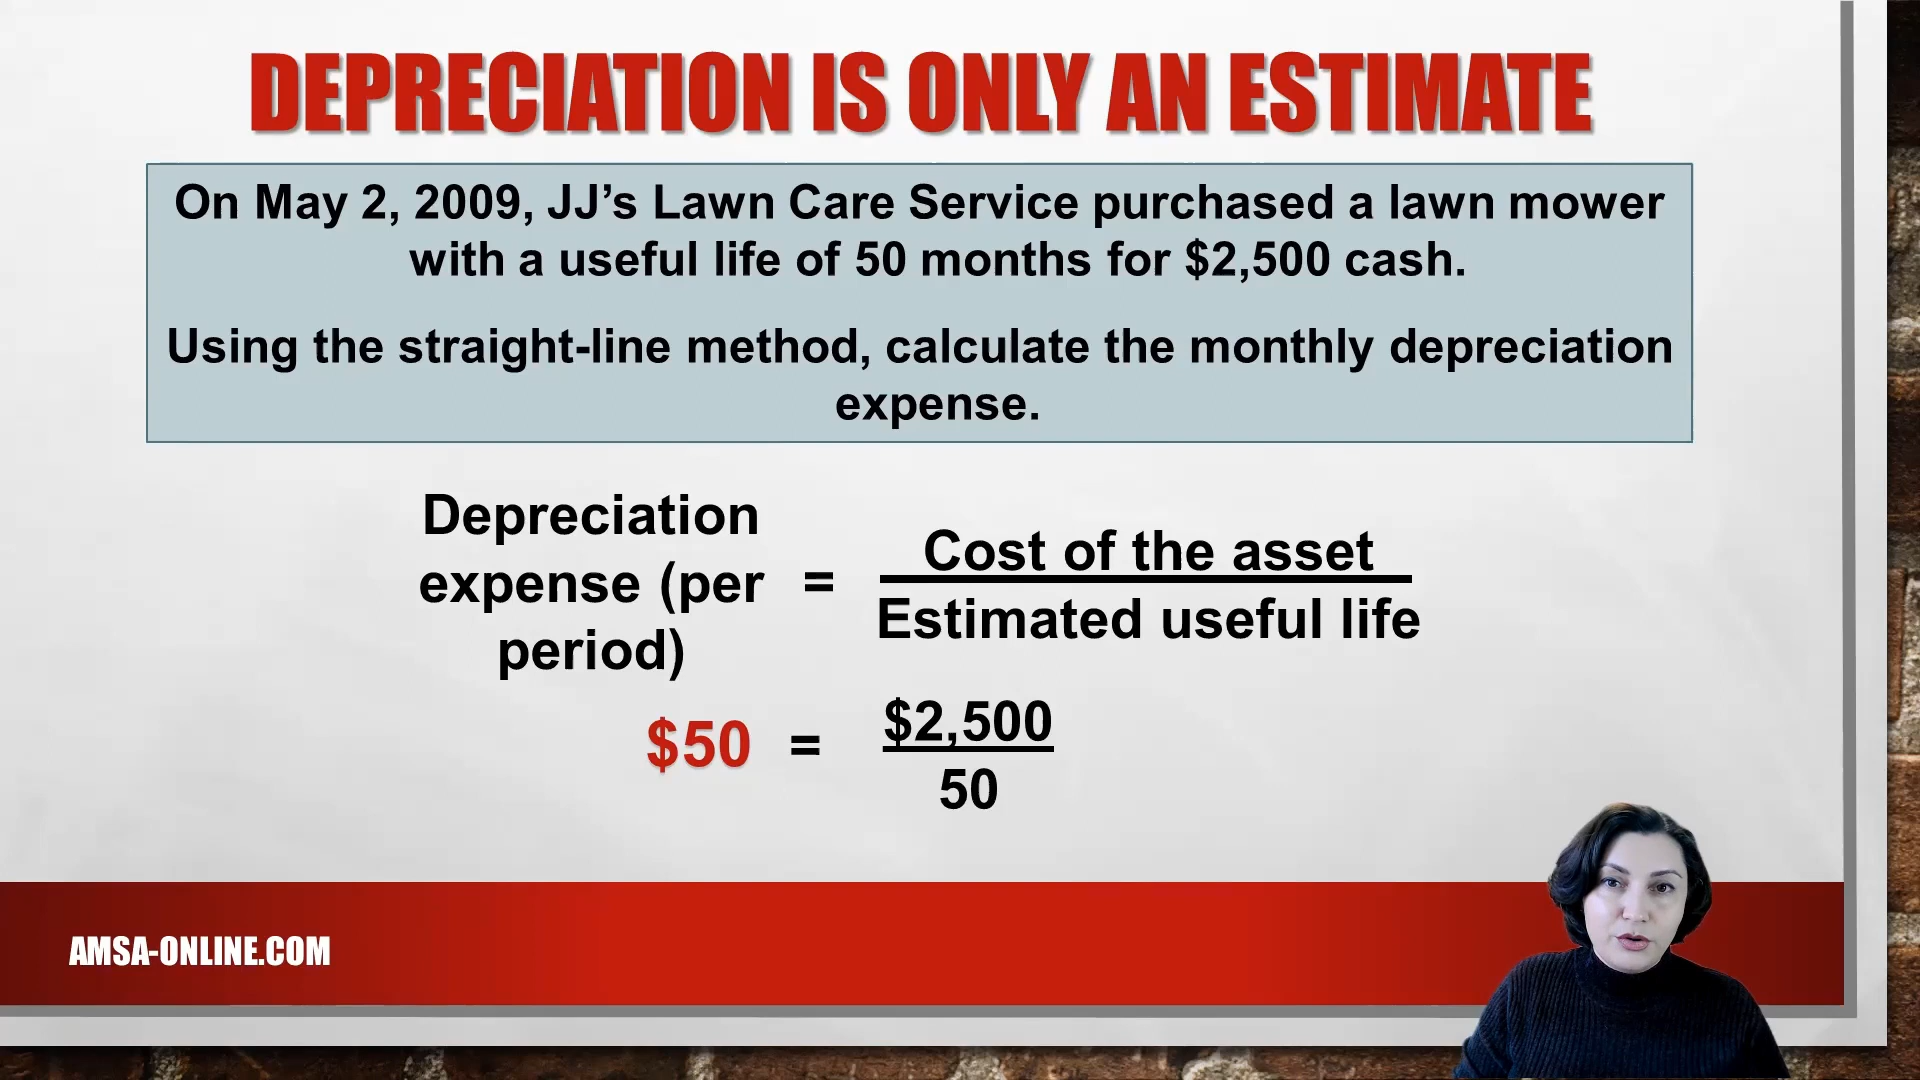 DEPRECIATION IS ONLY AN ESTIMATE
On May 2, 2009, JJ’s Lawn Care Service purchased a lawn mower
with a useful life of 50 months for $2,500 cash.
Using the straight-line method, calculate the monthly depreciation
expense.
Depreciation
expense (per
period)
=
Cost of the asset
Estimated useful life
$50 =
$2,500
50
AMSA-ONLINE.COM